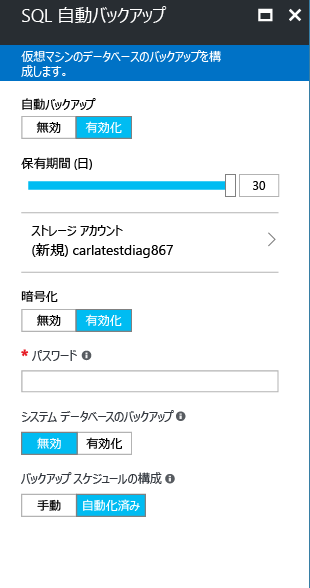 SQL 自動バックアップ
仮想マシンのデータベースのバックアップを構
成します。
自動バックアップ
無効 有効化
保有期間 (日)
30
ストレージ アカウント
(新規) carlatestdiag867
暗号化
無効 有効化
* パスワード
システム データベースのバックアップ
無効 有効化
バックアップ スケジュールの構成
手動 自動化済み